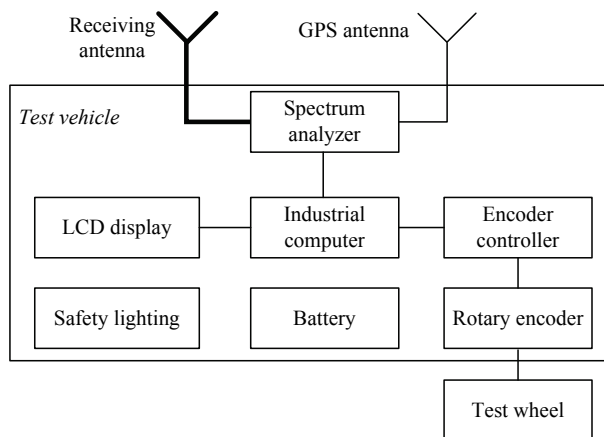 Receiving
antenna
GPS antenna
Test vehicle
Spectrum
analyzer
LCD display
Industrial
computer
Encoder
controller
Safety lighting
Battery
Rotary encoder
Test wheel